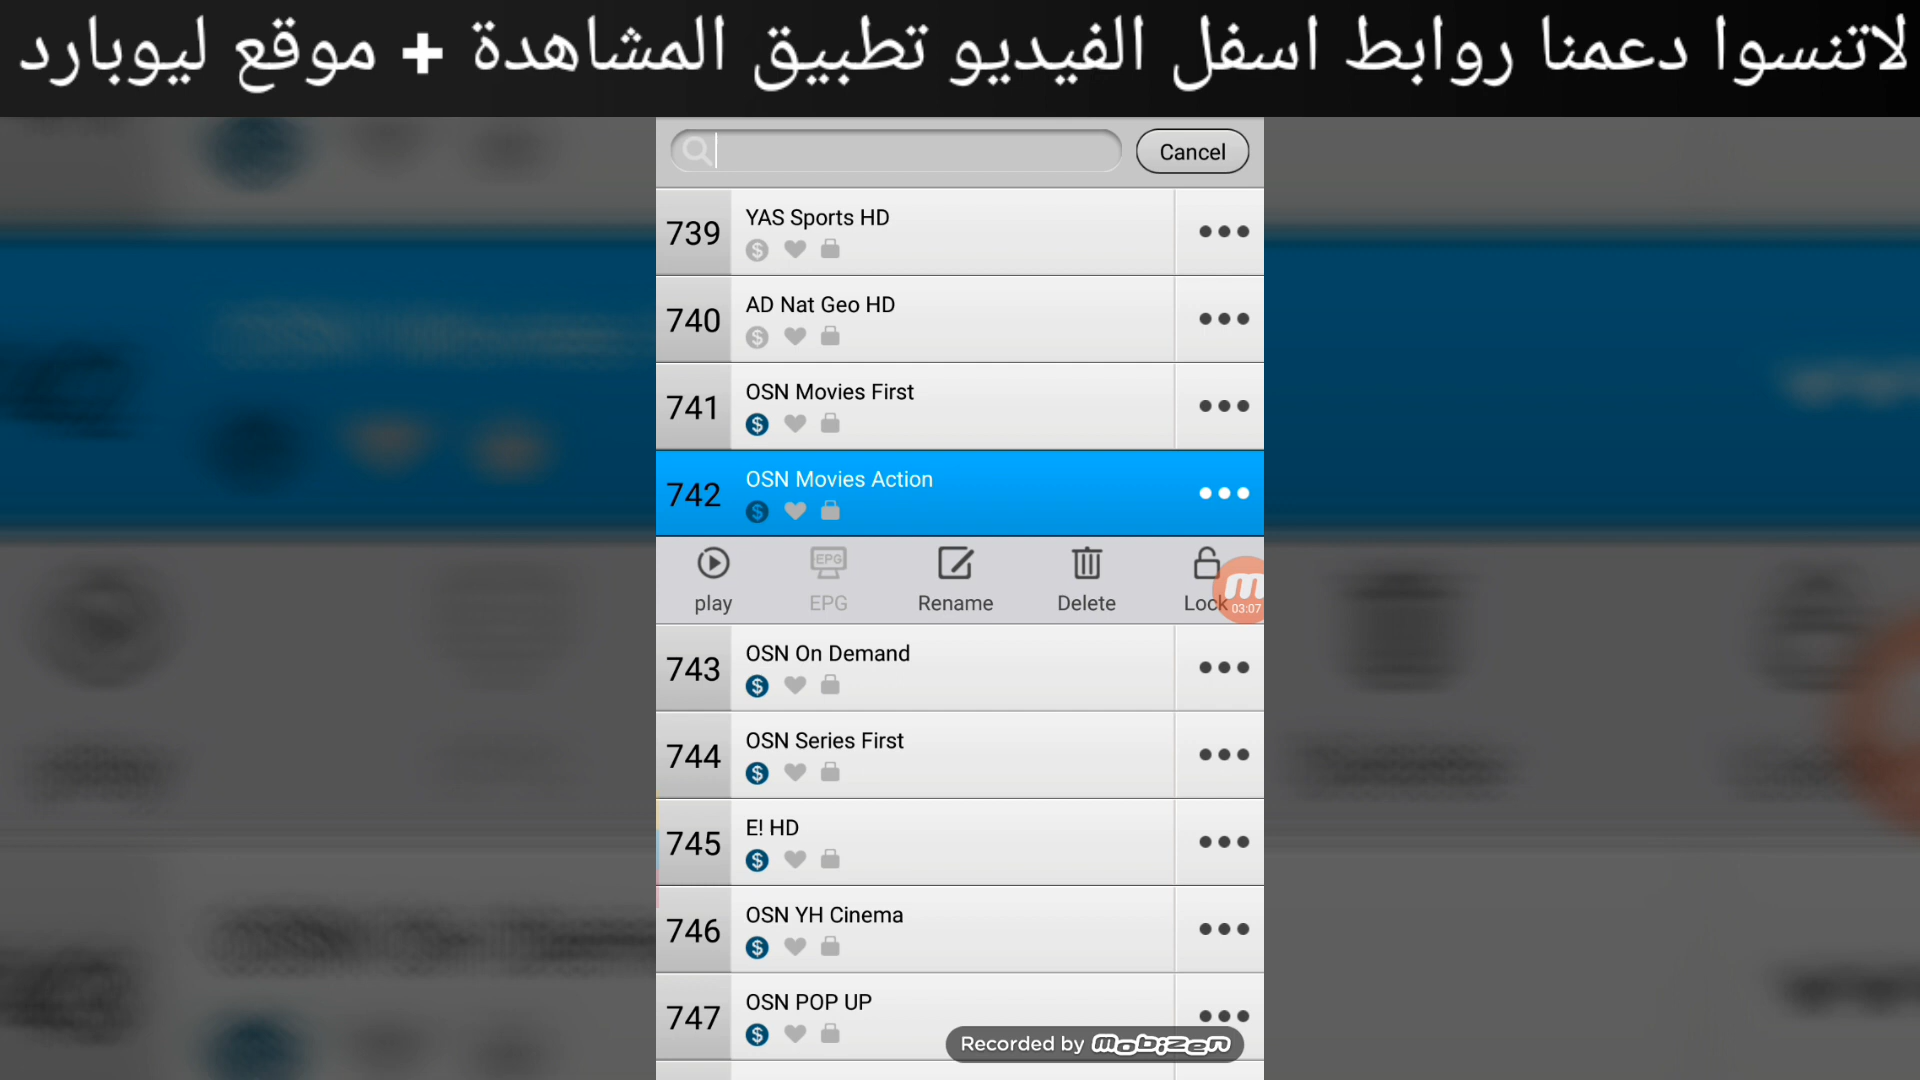 لاتنسوا دعمنا روابط اسفل الفيديو تطبيق المشاهدة + موقع ليوبارد
Cancel
739
YAS Sports HD
740
AD Nat Geo HD
741
OSN Movies First
742
OSN Movies Action
EPG
play
EPG
Rename
Delete
Lock
03:07
743
OSN On Demand
744
OSN Series First
745
E! HD
746
OSN YH Cinema
747
OSN POP UP
Recorded by mobizen